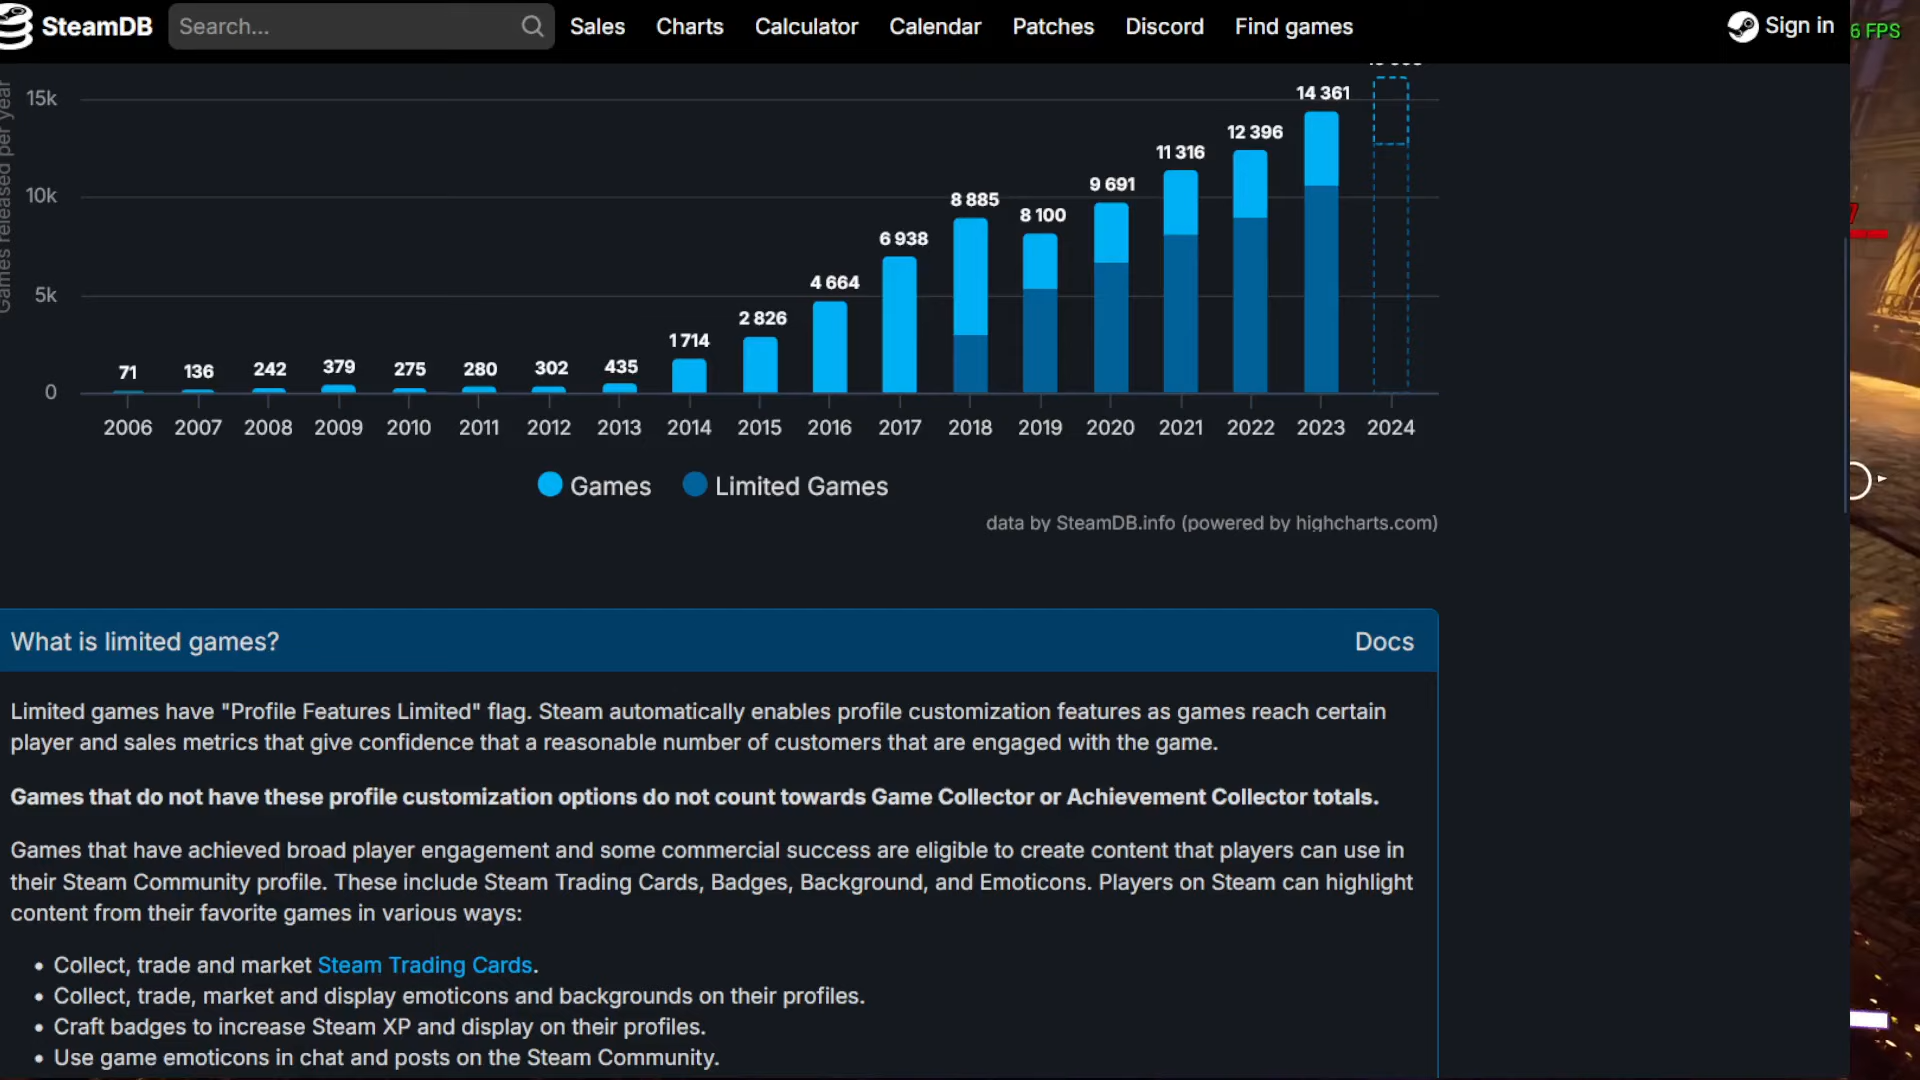 SteamDB
Search...
Sales
Charts
Calculator
Calendar
Patches
Discord
Find games
Sign in
6 FPS
Games released per year
15k
10k
5k
0
71
136
242
379
275
280
302
435
1 714
2 826
4 664
6 938
8 885
8 100
9 691
11 316
12 396
14 361
2006 2007 2008 2009 2010 2011 2012 2013 2014 2015 2016 2017 2018 2019 2020 2021 2022 2023 2024
Games
Limited Games
data by SteamDB.info (powered by highcharts.com)
What is limited games?
Docs
Limited games have "Profile Features Limited" flag. Steam automatically enables profile customization features as games reach certain
player and sales metrics that give confidence that a reasonable number of customers that are engaged with the game.
Games that do not have these profile customization options do not count towards Game Collector or Achievement Collector totals.
Games that have achieved broad player engagement and some commercial success are eligible to create content that players can use in
their Steam Community profile. These include Steam Trading Cards, Badges, Background, and Emoticons. Players on Steam can highlight
content from their favorite games in various ways:
• Collect, trade and market Steam Trading Cards.
• Collect, trade, market and display emoticons and backgrounds on their profiles.
• Craft badges to increase Steam XP and display on their profiles.
• Use game emoticons in chat and posts on the Steam Community.